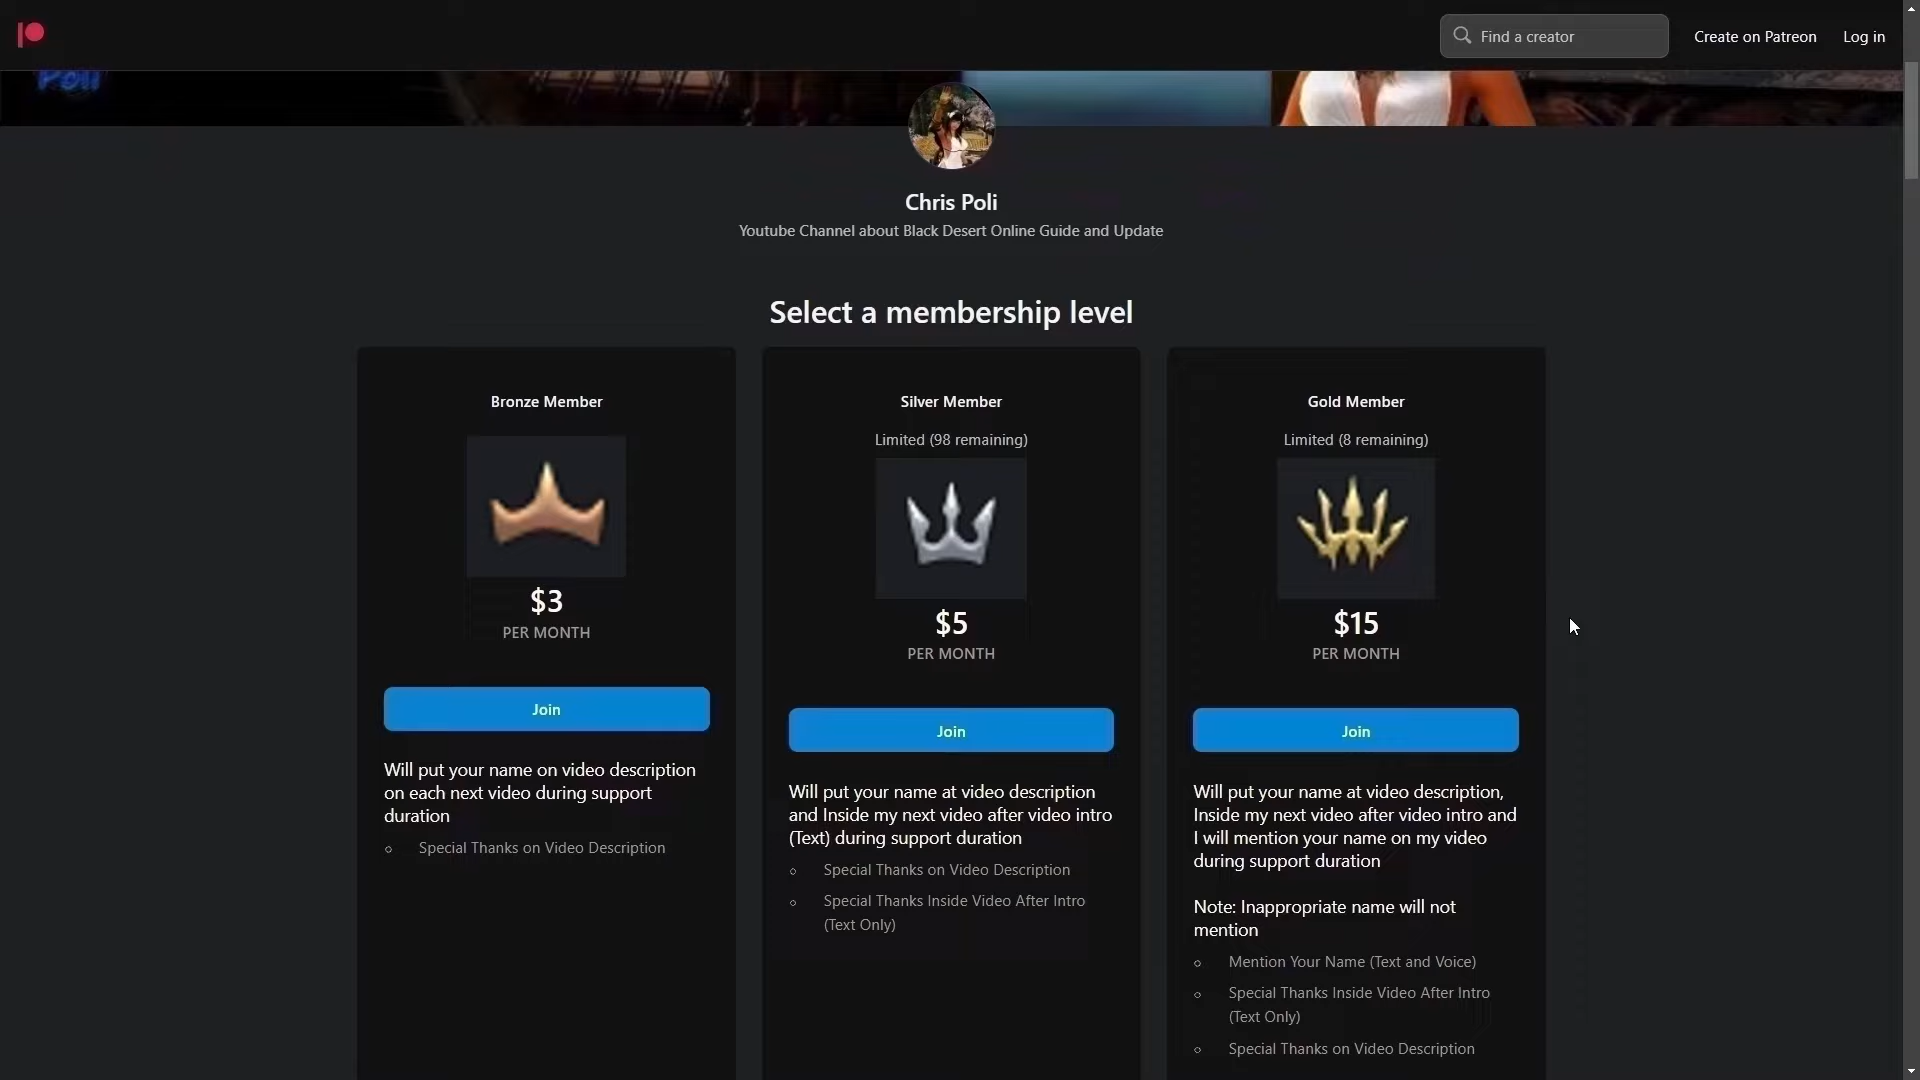 Find a creator
Create on Patreon
Log in
Poli
Chris Poli
Youtube Channel about Black Desert Online Guide and Update
Select a membership level
Bronze Member
$3
PER MONTH
Join
Will put your name on video description
on each next video during support
duration
Special Thanks on Video Description
Silver Member
Limited (98 remaining)
$5
PER MONTH
Join
Will put your name at video description
and Inside my next video after video intro
(Text) during support duration
Special Thanks on Video Description
Special Thanks Inside Video After Intro
(Text Only)
Gold Member
Limited (8 remaining)
$15
PER MONTH
Join
Will put your name at video description,
Inside my next video after video intro and
I will mention your name on my video
during support duration
Note: Inappropriate name will not
mention
Mention Your Name (Text and Voice)
Special Thanks Inside Video After Intro
(Text Only)
Special Thanks on Video Description